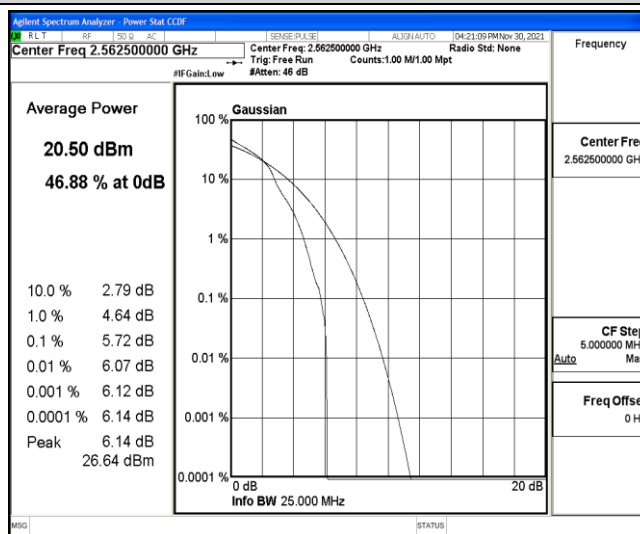 Agilent Spectrum Analyzer - Power Stat CCDF
RLT RF 50 Ω AC SENSE:PULSE ALIGNAUTO 04:21:09 PM Nov 30, 2021
Center Freq 2.562500000 GHz
Center Freq: 2.562500000 GHz Radio Std: None
Trig: Free Run Counts:1.00 M/1.00 Mpt
#IFGain:Low #Atten: 46 dB
Frequency
Average Power
20.50 dBm
46.88 % at 0dB
10.0 % 2.79 dB
1.0 % 4.64 dB
0.1 % 5.72 dB
0.01 % 6.07 dB
0.001 % 6.12 dB
0.0001 % 6.14 dB
Peak 6.14 dB
26.64 dBm
Gaussian
100 %
10 %
1 %
0.1 %
0.01 %
0.001 %
0.0001 %
0 dB 20 dB
Info BW 25.000 MHz
Center Fre
2.562500000 GH
CF Step
5.000000 MH
Auto Ma
Freq Offse
0 H
MSG STATUS